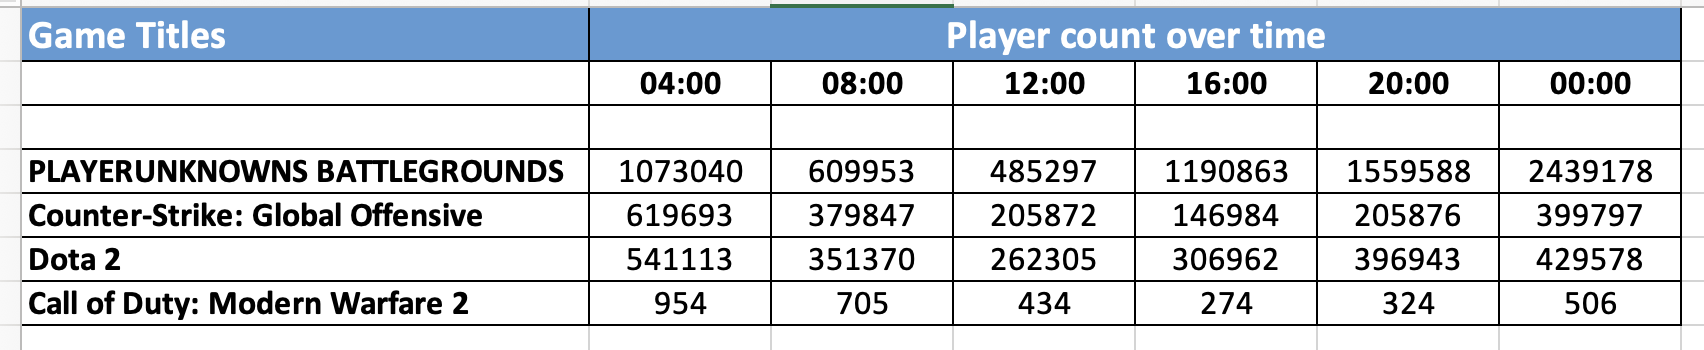 Game Titles Player count over time
04:00 08:00 12:00 16:00 20:00 00:00
PLAYERUNKNOWNS BATTLEGROUNDS 1073040 609953 485297 1190863 1559588 2439178
Counter-Strike: Global Offensive 619693 379847 205872 146984 205876 399797
Dota 2 541113 351370 262305 306962 396943 429578
Call of Duty: Modern Warfare 2 954 705 434 274 324 506